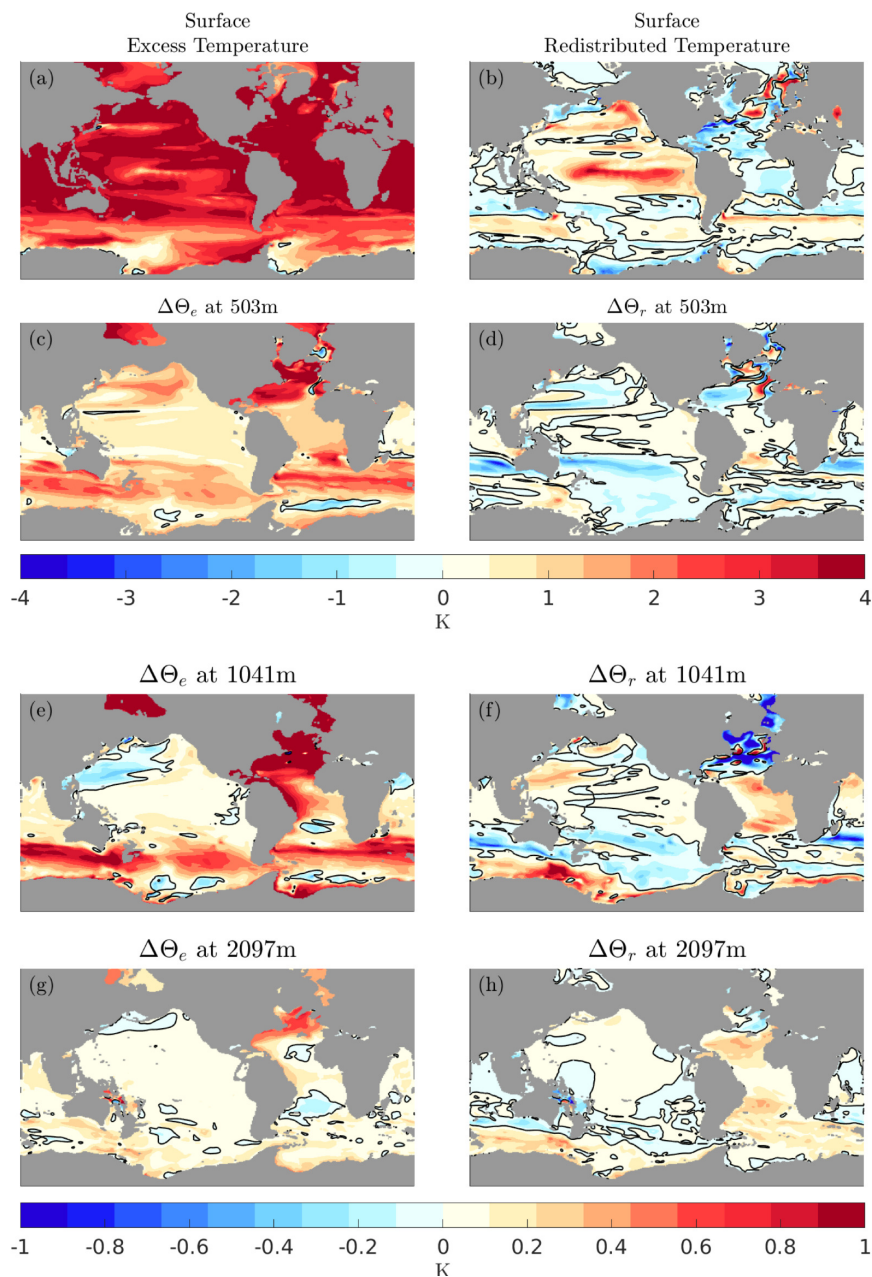 Surface
Excess Temperature
Surface
Redistributed Temperature
(a)
(b)
ΔΘe at 503m
ΔΘr at 503m
(c)
(d)
-4 -3 -2 -1 0 1 2 3 4
K
ΔΘe at 1041m
ΔΘr at 1041m
(e)
(f)
ΔΘe at 2097m
ΔΘr at 2097m
(g)
(h)
-1 -0.8 -0.6 -0.4 -0.2 0 0.2 0.4 0.6 0.8 1
K